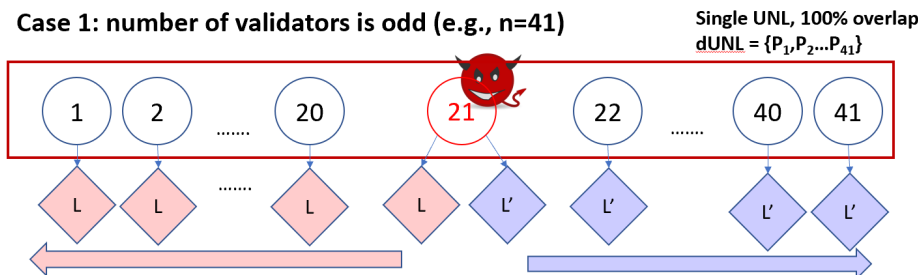 Case 1: number of validators is odd (e.g., n=41)
Single UNL, 100% overlap
dUNL = {P₁,P₂...P₄₁}
1 2 ....... 20 21 22 ....... 40 41
L L ....... L L L' L' L' L'